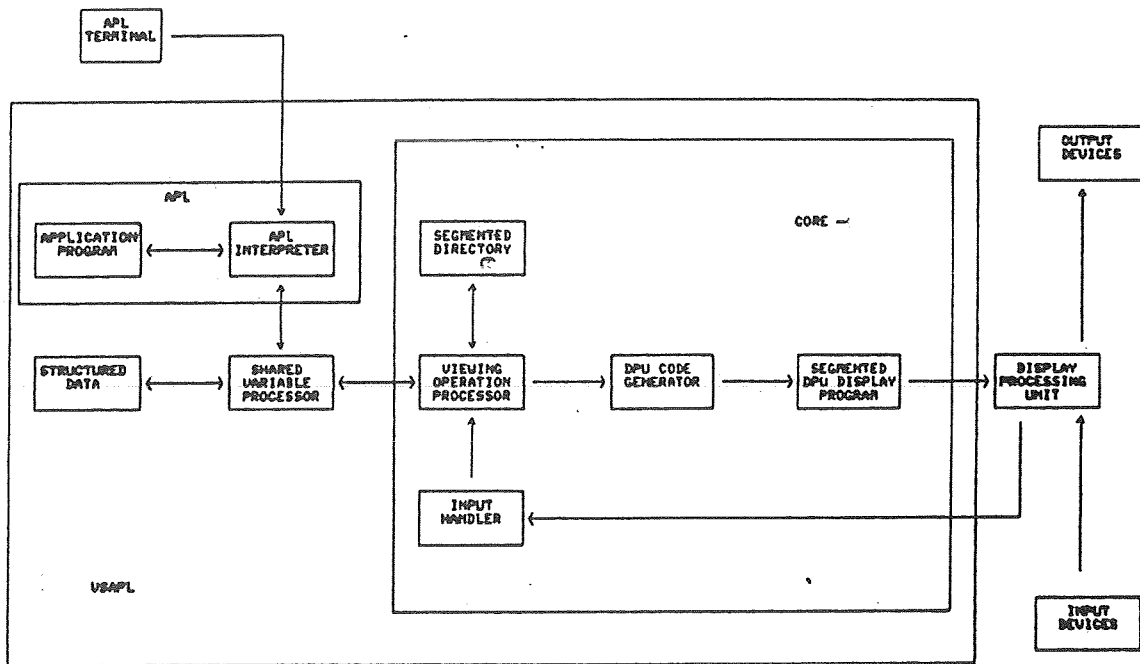 APL
TERMINAL
OUTPUT
DEVICES
APL
CORE
APPLICATION
PROGRAM
APL
INTERPRETER
SEGMENTED
DIRECTORY
STRUCTURED
DATA
SHARED
VARIABLE
PROCESSOR
VIEWING
OPERATION
PROCESSOR
DPU CODE
GENERATOR
SEGMENTED
DPU DISPLAY
PROGRAM
DISPLAY
PROCESSING
UNIT
INPUT
HANDLER
VSAPL
INPUT
DEVICES